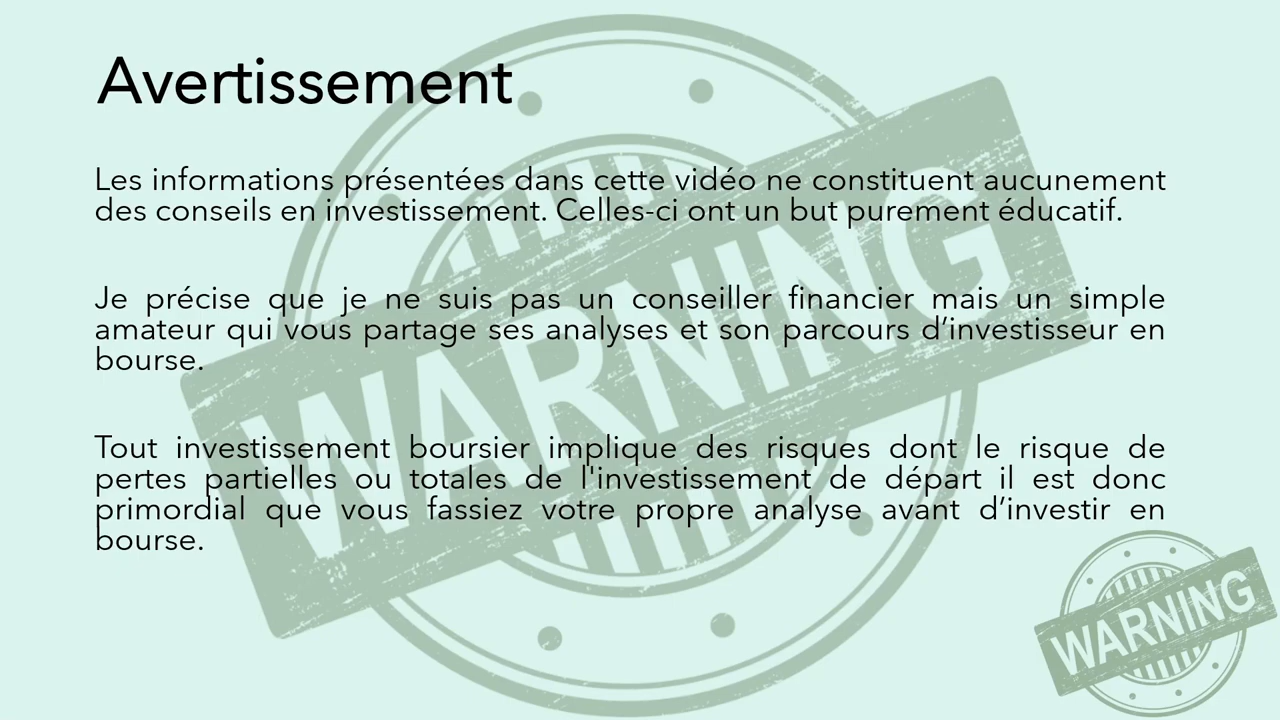 Avertissement
Les informations présentées dans cette vidéo ne constituent aucunement
des conseils en investissement. Celles-ci ont un but purement éducatif.
Je précise que je ne suis pas un conseiller financier mais un simple
amateur qui vous partage ses analyses et son parcours d’investisseur en
bourse.
Tout investissement boursier implique des risques dont le risque de
pertes partielles ou totales de l'investissement de départ il est donc
primordial que vous fassiez votre propre analyse avant d’investir en
bourse.
WARNING
WARNING